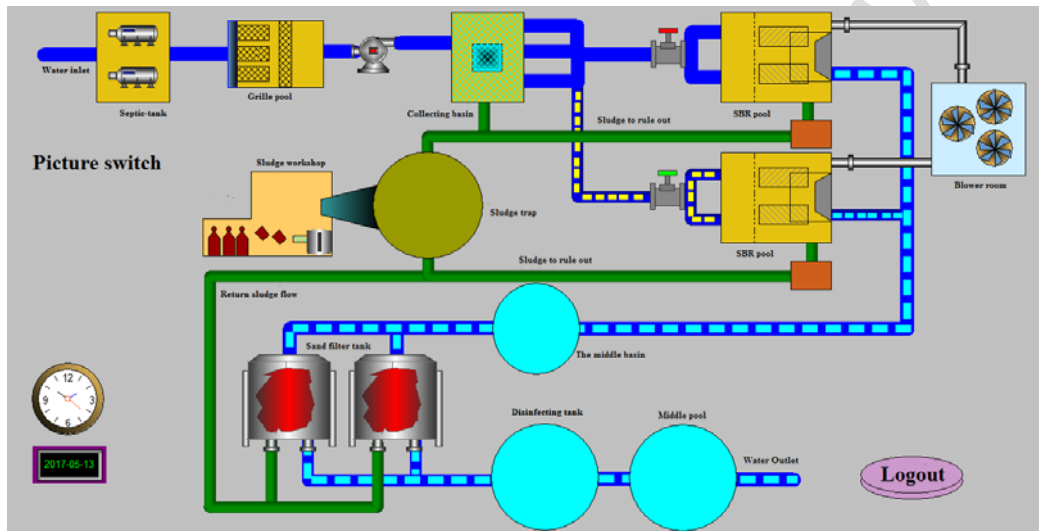 Water inlet
Septic-tank
Grille pool
Collecting basin
Sludge to rule out
SBR pool
Blower room
Picture switch
Sludge workshop
Sludge trap
Sludge to rule out
SBR pool
Return sludge flow
Sand filter tank
The middle basin
12
9
3
6
2017-05-13
Disinfecting tank
Middle pool
Water Outlet
Logout